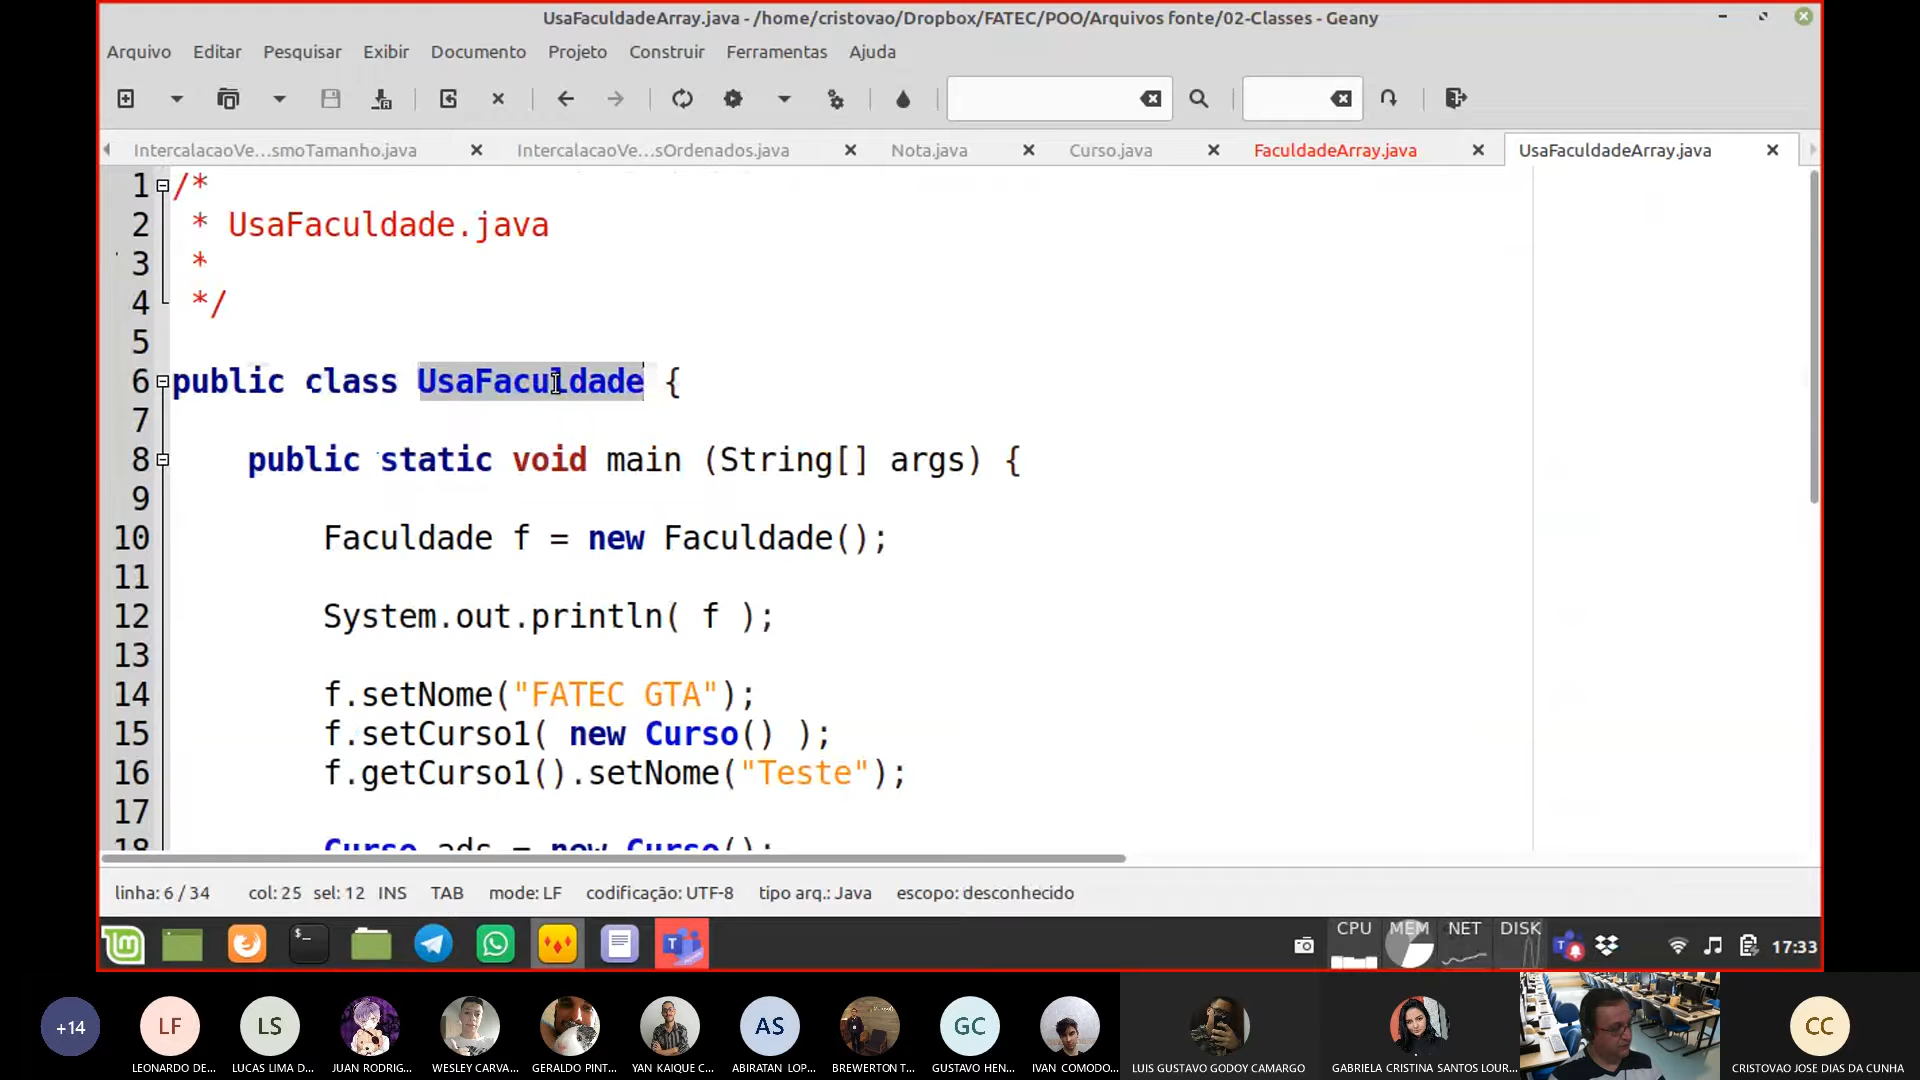 UsaFaculdadeArray.java - /home/cristovao/Dropbox/FATEC/POO/Arquivos fonte/02-Classes - Geany
Arquivo Editar Pesquisar Exibir Documento Projeto Construir Ferramentas Ajuda
IntercalacaoVe...smoTamanho.java IntercalacaoVe...sOrdenados.java Nota.java Curso.java FaculdadeArray.java UsaFaculdadeArray.java
1 /*
2 * UsaFaculdade.java
3 *
4 */
5
6 public class UsaFaculdade {
7
8 public static void main (String[] args) {
9
10 Faculdade f = new Faculdade();
11
12 System.out.println( f );
13
14 f.setNome("FATEC GTA");
15 f.setCurso1( new Curso() );
16 f.getCurso1().setNome("Teste");
17
18 Curso ads = new Curso();
linha: 6 / 34 col: 25 sel: 12 INS TAB mode: LF codificação: UTF-8 tipo arq.: Java escopo: desconhecido
CPU MEM NET DISK 17:33
+14 LF LS AS GC CC
LEONARDO DE... LUCAS LIMA D... JUAN RODRIG... WESLEY CARVA... GERALDO PINT... YAN KAIQUE C... ABIRATAN LOP... BREWERTON T... GUSTAVO HEN... IVAN COMODO... LUIS GUSTAVO GODOY CAMARGO GABRIELA CRISTINA SANTOS LOUR... CRISTOVAO JOSE DIAS DA CUNHA